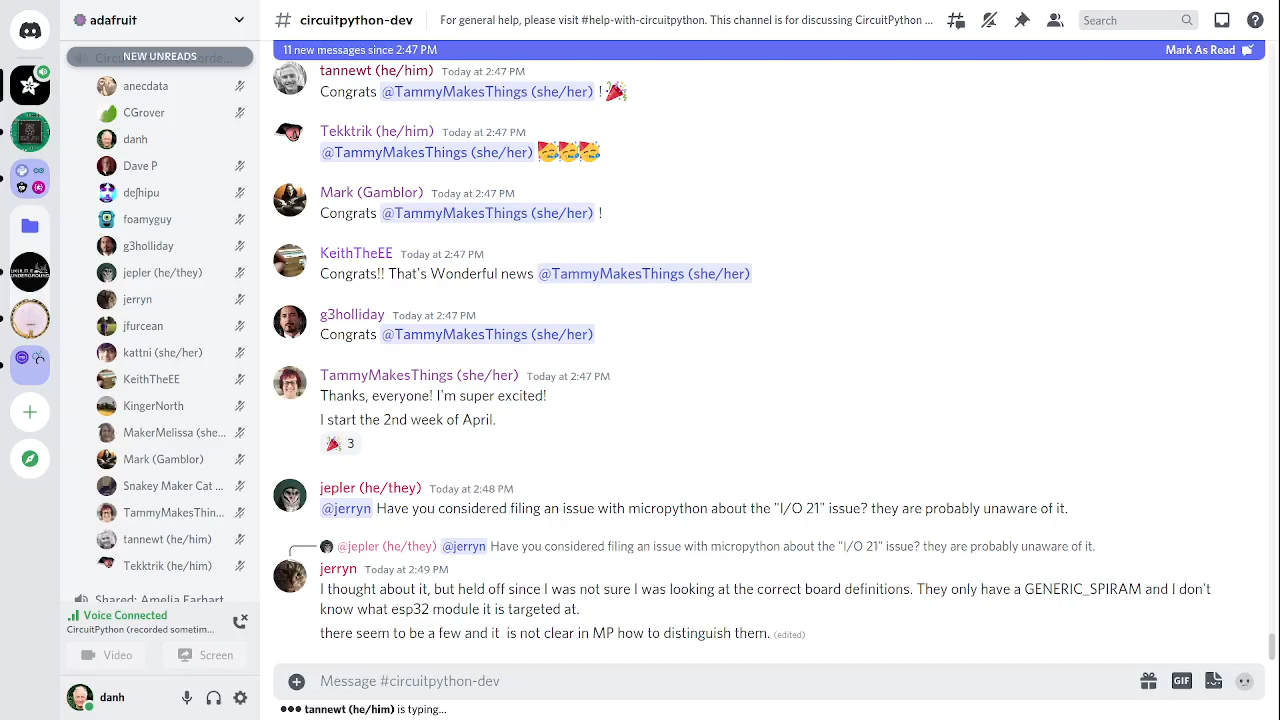 adafruit
# circuitpython-dev
For general help, please visit #help-with-circuitpython. This channel is for discussing CircuitPython ...
Search
NEW UNREADS
anecdata
CGrover
danh
Dave P
deʃhipu
foamyguy
g3holliday
jepler (he/they)
jerryn
jfurcean
kattni (she/her)
KeithTheEE
KingerNorth
MakerMelissa (she...
Mark (Gamblor)
Snakey Maker Cat ...
TammyMakesThin...
tannewt (he/him)
Tekktrik (he/him)
Shared: Amelia Earhart
Voice Connected
CircuitPython (recorded sometim...
Video
Screen
danh
11 new messages since 2:47 PM
Mark As Read
tannewt (he/him) Today at 2:47 PM
Congrats @TammyMakesThings (she/her) ! 🎉
Tekktrik (he/him) Today at 2:47 PM
@TammyMakesThings (she/her) 🥳🥳🥳
Mark (Gamblor) Today at 2:47 PM
Congrats @TammyMakesThings (she/her) !
KeithTheEE Today at 2:47 PM
Congrats!! That's Wonderful news @TammyMakesThings (she/her)
g3holliday Today at 2:47 PM
Congrats @TammyMakesThings (she/her)
TammyMakesThings (she/her) Today at 2:47 PM
Thanks, everyone! I'm super excited!
I start the 2nd week of April.
🎉 3
jepler (he/they) Today at 2:48 PM
@jerryn Have you considered filing an issue with micropython about the "I/O 21" issue? they are probably unaware of it.
@jepler (he/they) @jerryn Have you considered filing an issue with micropython about the "I/O 21" issue? they are probably unaware of it.
jerryn Today at 2:49 PM
I thought about it, but held off since I was not sure I was looking at the correct board definitions. They only have a GENERIC_SPIRAM and I don't
know what esp32 module it is targeted at.
there seem to be a few and it  is not clear in MP how to distinguish them. (edited)
Message #circuitpython-dev
GIF
tannewt (he/him) is typing...